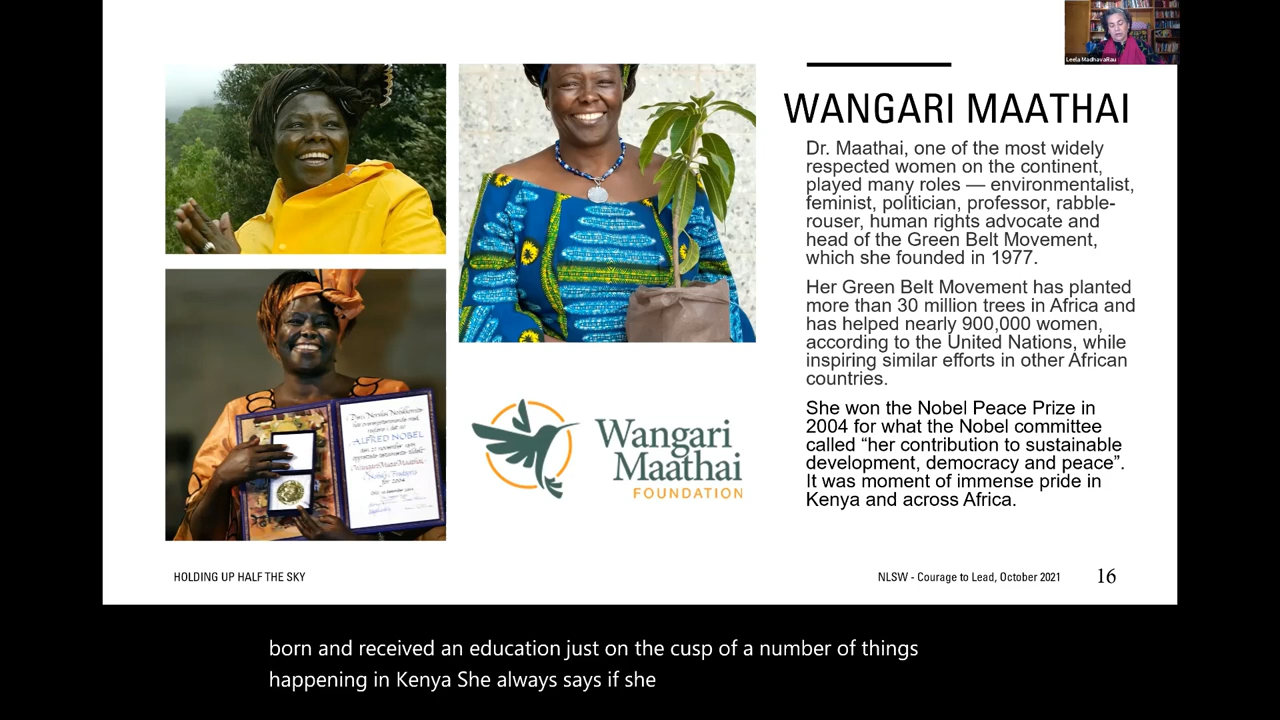 Leela MadhavaRau
WANGARI MAATHAI
Dr. Maathai, one of the most widely
respected women on the continent,
played many roles — environmentalist,
feminist, politician, professor, rabble-
rouser, human rights advocate and
head of the Green Belt Movement,
which she founded in 1977.
Her Green Belt Movement has planted
more than 30 million trees in Africa and
has helped nearly 900,000 women,
according to the United Nations, while
inspiring similar efforts in other African
countries.
She won the Nobel Peace Prize in
2004 for what the Nobel committee
called “her contribution to sustainable
development, democracy and peace”.
It was moment of immense pride in
Kenya and across Africa.
ALFRED NOBEL
for 2004
Wangari
Maathai
FOUNDATION
HOLDING UP HALF THE SKY
NLSW - Courage to Lead, October 2021
16
born and received an education just on the cusp of a number of things
happening in Kenya She always says if she